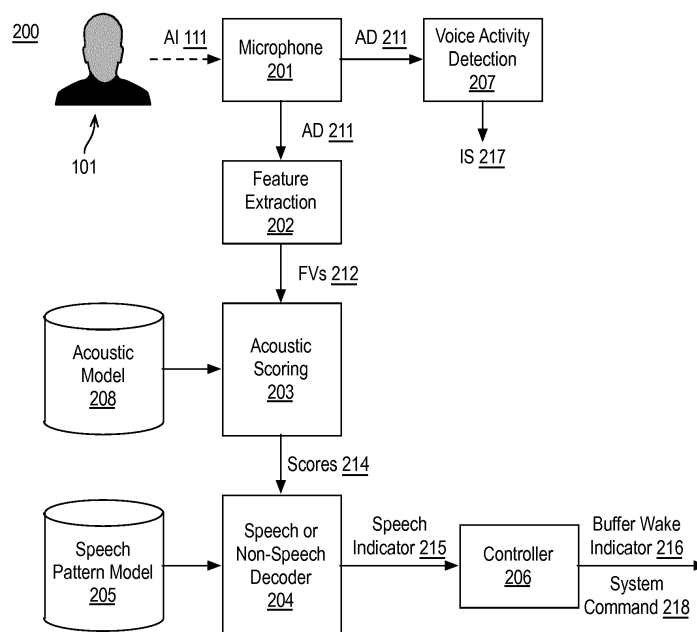 200
AI 111
Microphone
201
AD 211
Voice Activity
Detection
207
101
AD 211
IS 217
Feature
Extraction
202
FVs 212
Acoustic
Model
208
Acoustic
Scoring
203
Scores 214
Speech
Pattern Model
205
Speech or
Non-Speech
Decoder
204
Speech
Indicator 215
Controller
206
Buffer Wake
Indicator 216
System
Command 218